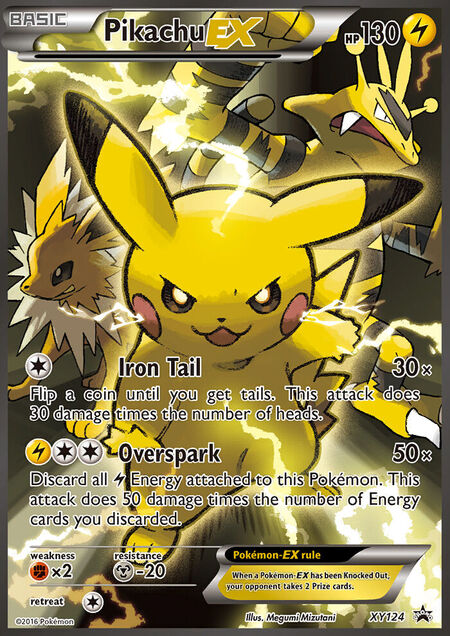 BASIC
Pikachu EX HP 130
Iron Tail 30×
Flip a coin until you get tails. This attack does
30 damage times the number of heads.
Overspark 50×
Discard all Energy attached to this Pokémon. This
attack does 50 damage times the number of Energy
cards you discarded.
weakness resistance
×2 -20
retreat
Pokémon-EX rule
When a Pokémon-EX has been Knocked Out,
your opponent takes 2 Prize cards.
©2016 Pokémon
Illus. Megumi Mizutani
XY124